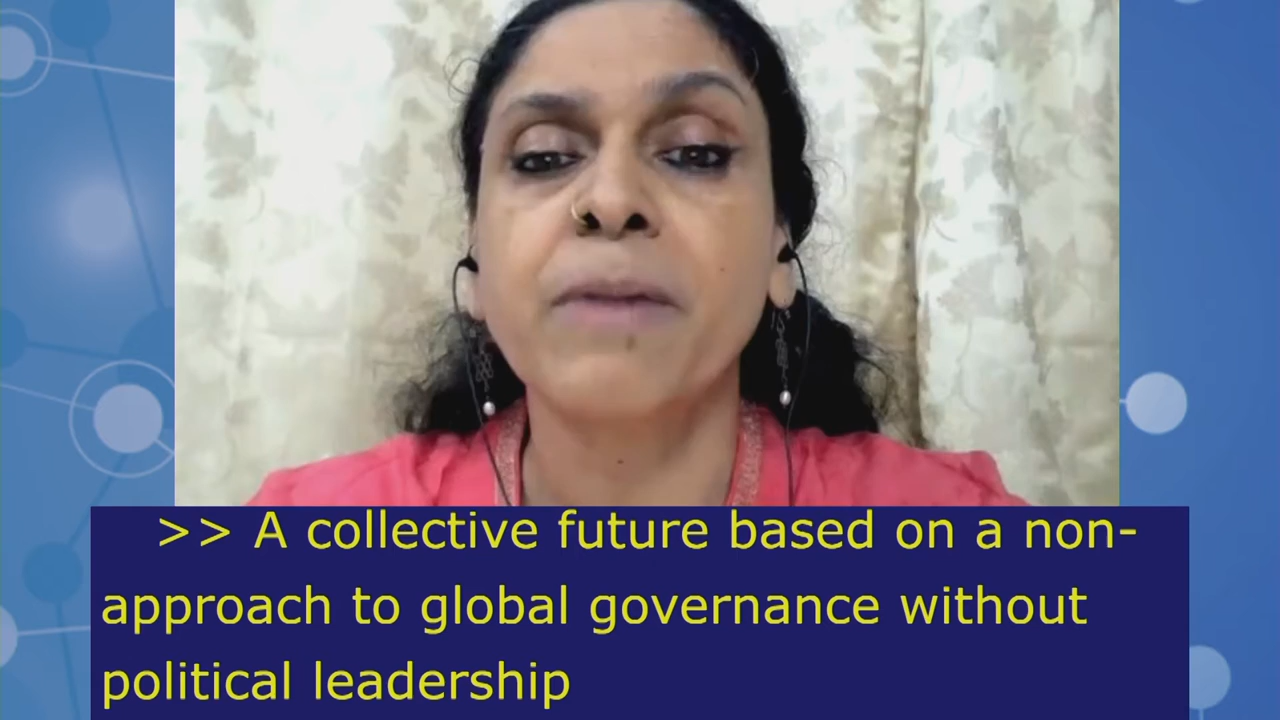 >> A collective future based on a non-
approach to global governance without
political leadership